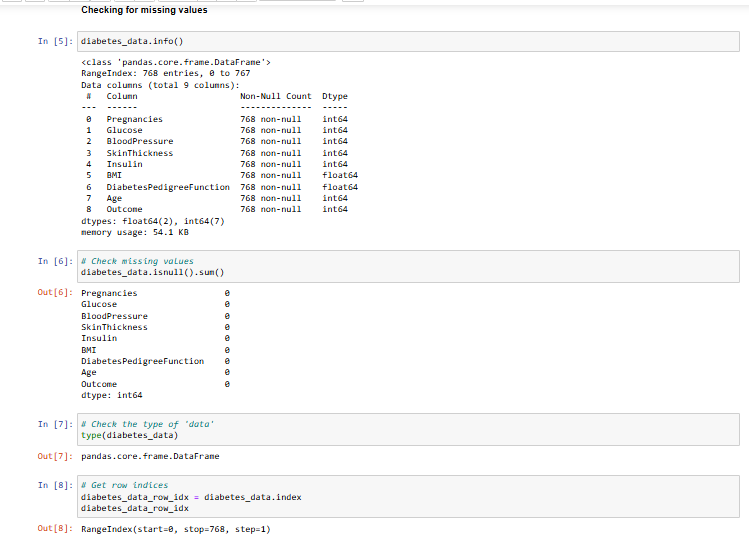 Checking for missing values
In [5]: diabetes_data.info()
<class 'pandas.core.frame.DataFrame'>
RangeIndex: 768 entries, 0 to 767
Data columns (total 9 columns):
 #   Column                    Non-Null Count  Dtype
---  ------                    --------------  -----
 0   Pregnancies               768 non-null    int64
 1   Glucose                   768 non-null    int64
 2   BloodPressure             768 non-null    int64
 3   SkinThickness             768 non-null    int64
 4   Insulin                   768 non-null    int64
 5   BMI                       768 non-null    float64
 6   DiabetesPedigreeFunction  768 non-null    float64
 7   Age                       768 non-null    int64
 8   Outcome                   768 non-null    int64
dtypes: float64(2), int64(7)
memory usage: 54.1 KB
In [6]: # Check missing values
diabetes_data.isnull().sum()
Out[6]: Pregnancies                 0
Glucose                     0
BloodPressure               0
SkinThickness               0
Insulin                     0
BMI                         0
DiabetesPedigreeFunction    0
Age                         0
Outcome                     0
dtype: int64
In [7]: # Check the type of 'data'
type(diabetes_data)
Out[7]: pandas.core.frame.DataFrame
In [8]: # Get row indices
diabetes_data_row_idx = diabetes_data.index
diabetes_data_row_idx
Out[8]: RangeIndex(start=0, stop=768, step=1)